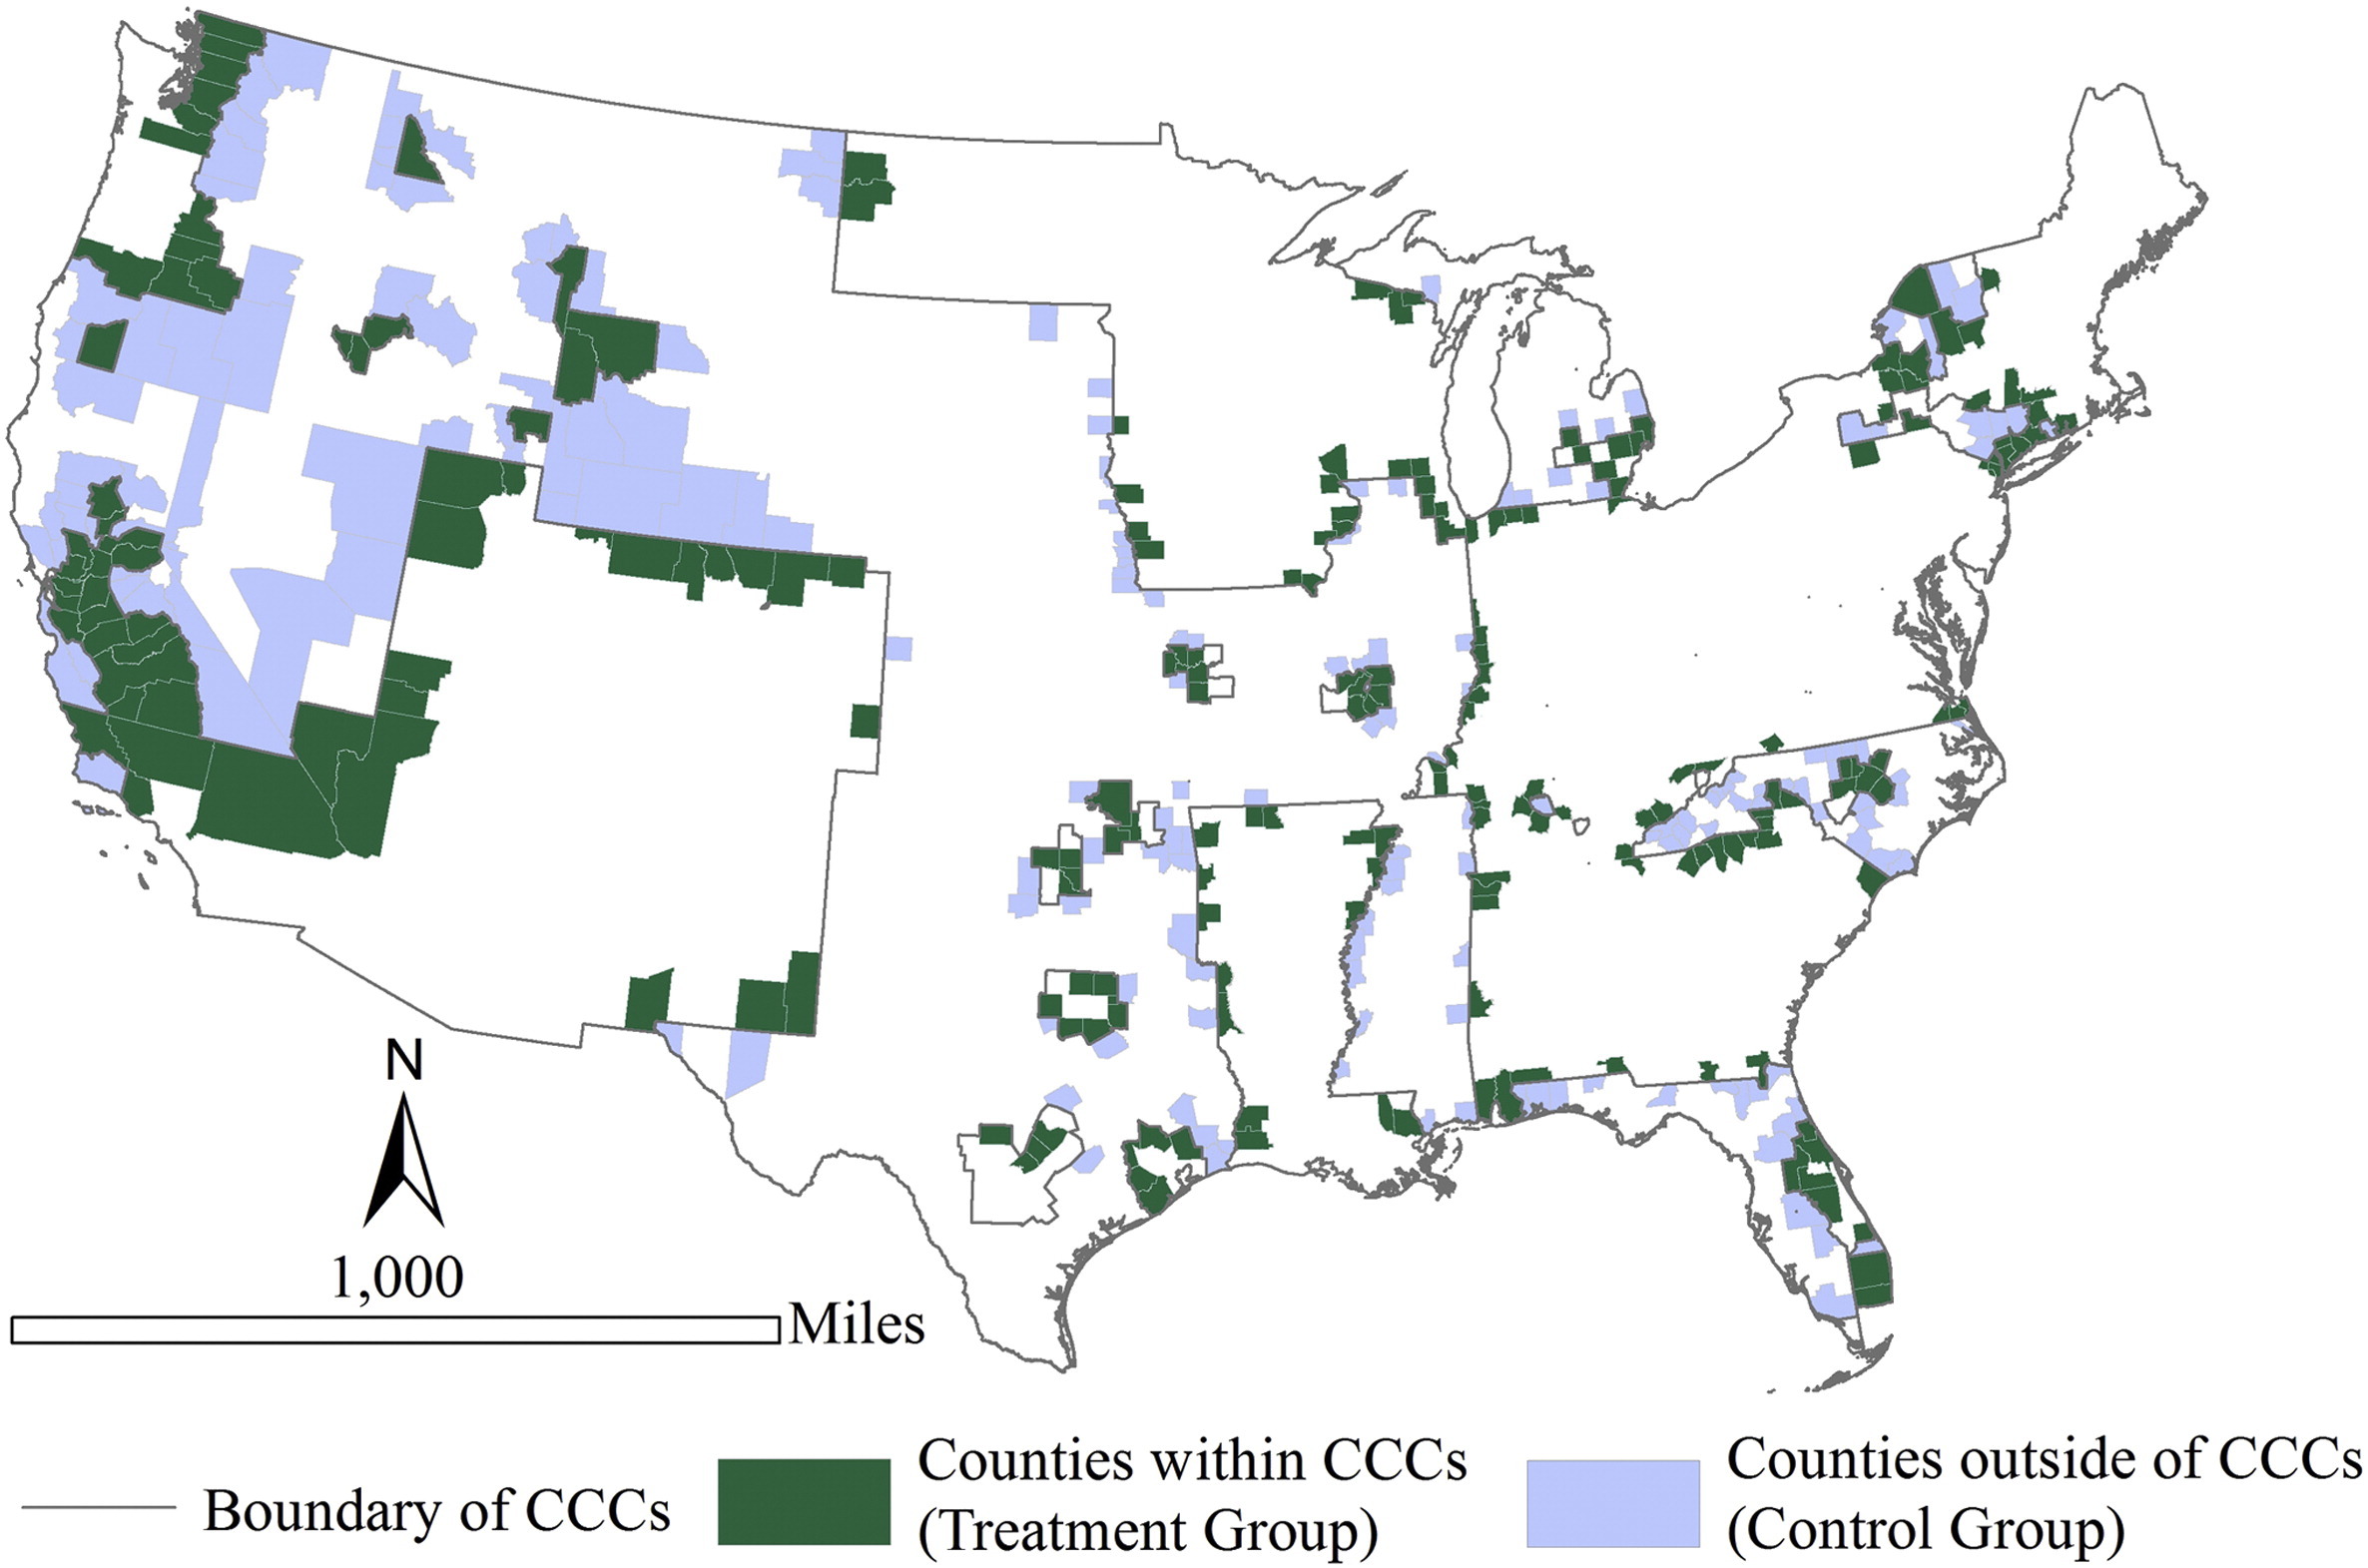 N
1,000
Miles
Boundary of CCCs
Counties within CCCs
(Treatment Group)
Counties outside of CCCs
(Control Group)